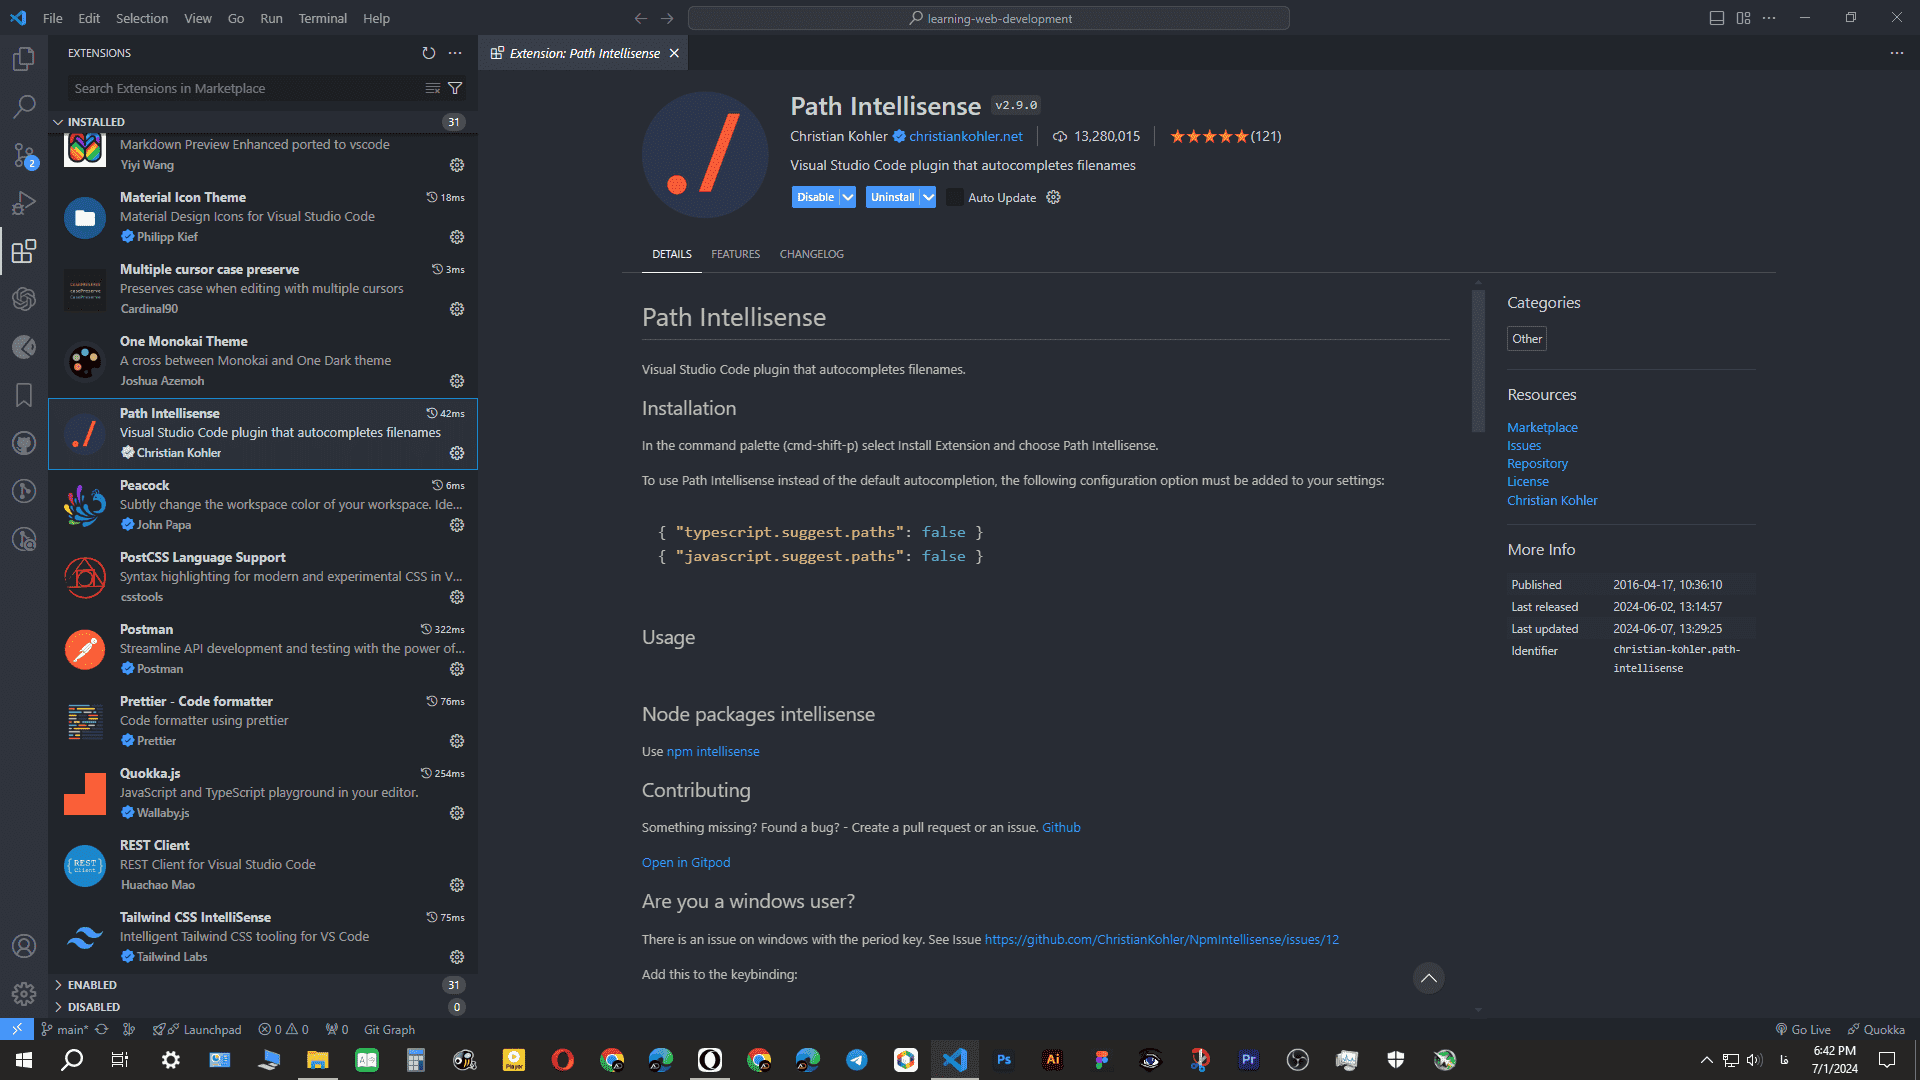 File Edit Selection View Go Run Terminal Help
learning-web-development
EXTENSIONS
Search Extensions in Marketplace
INSTALLED 31
Markdown Preview Enhanced ported to vscode
Yiyi Wang
Material Icon Theme 18ms
Material Design Icons for Visual Studio Code
Philipp Kief
Multiple cursor case preserve 3ms
Preserves case when editing with multiple cursors
Cardinal90
One Monokai Theme
A cross between Monokai and One Dark theme
Joshua Azemoh
Path Intellisense 42ms
Visual Studio Code plugin that autocompletes filenames
Christian Kohler
Peacock 6ms
Subtly change the workspace color of your workspace. Ide...
John Papa
PostCSS Language Support
Syntax highlighting for modern and experimental CSS in V...
csstools
Postman 322ms
Streamline API development and testing with the power of...
Postman
Prettier - Code formatter 76ms
Code formatter using prettier
Prettier
Quokka.js 254ms
JavaScript and TypeScript playground in your editor.
Wallaby.js
REST Client
REST Client for Visual Studio Code
Huachao Mao
{REST}
Client
Tailwind CSS IntelliSense 75ms
Intelligent Tailwind CSS tooling for VS Code
Tailwind Labs
ENABLED 31
DISABLED 0
2
Extension: Path Intellisense
Path Intellisense v2.9.0
Christian Kohler christiankohler.net 13,280,015 (121)
Visual Studio Code plugin that autocompletes filenames
Disable Uninstall Auto Update
DETAILS FEATURES CHANGELOG
Path Intellisense
Visual Studio Code plugin that autocompletes filenames.
Installation
In the command palette (cmd-shift-p) select Install Extension and choose Path Intellisense.
To use Path Intellisense instead of the default autocompletion, the following configuration option must be added to your settings:
{ "typescript.suggest.paths": false }
{ "javascript.suggest.paths": false }
Usage
Node packages intellisense
Use npm intellisense
Contributing
Something missing? Found a bug? - Create a pull request or an issue. Github
Open in Gitpod
Are you a windows user?
There is an issue on windows with the period key. See Issue https://github.com/ChristianKohler/NpmIntellisense/issues/12
Add this to the keybinding:
Categories
Other
Resources
Marketplace
Issues
Repository
License
Christian Kohler
More Info
Published 2016-04-17, 10:36:10
Last released 2024-06-02, 13:14:57
Last updated 2024-06-07, 13:29:25
Identifier christian-kohler.path-
intellisense
main* Launchpad 0 0 0 Git Graph
Go Live Quokka
Player Ps Ai Pr
فا
6:42 PM
7/1/2024